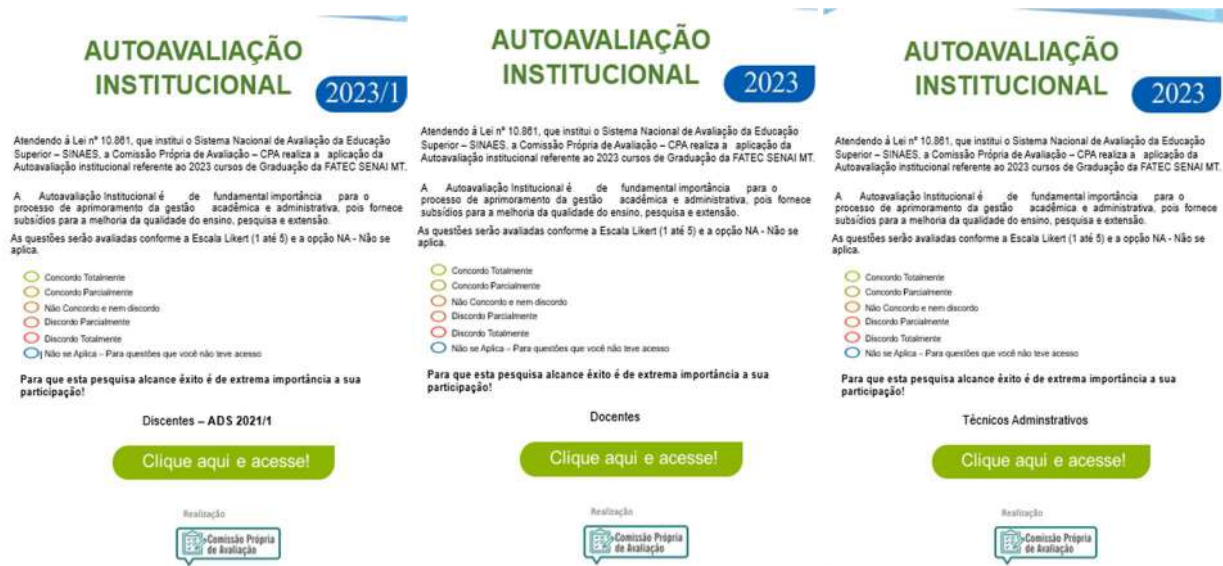 AUTOAVALIAÇÃO
INSTITUCIONAL
2023/1
Atendendo á Lei nº 10.861, que institui o Sistema Nacional de Avaliação da Educação
Superior – SINAES, a Comissão Própria de Avaliação – CPA realiza a aplicação da
Autoavaliação institucional referente ao 2023 cursos de Graduação da FATEC SENAI MT.
A Autoavaliação Institucional é de fundamental importância para o
processo de aprimoramento da gestão acadêmica e administrativa, pois fornece
subsídios para a melhoria da qualidade do ensino, pesquisa e extensão.
As questões serão avaliadas conforme a Escala Likert (1 até 5) e a opção NA - Não se
aplica.
Concordo Totalmente
Concordo Parcialmente
Não Concordo e nem discordo
Discordo Parcialmente
Discordo Totalmente
Não se Aplica – Para questões que você não teve acesso
Para que esta pesquisa alcance êxito é de extrema importância a sua
participação!
Discentes – ADS 2021/1
Clique aqui e acesse!
Realização
Comissão Própria
de Avaliação
AUTOAVALIAÇÃO
INSTITUCIONAL
2023
Atendendo á Lei nº 10.861, que institui o Sistema Nacional de Avaliação da Educação
Superior – SINAES, a Comissão Própria de Avaliação – CPA realiza a aplicação da
Autoavaliação institucional referente ao 2023 cursos de Graduação da FATEC SENAI MT.
A Autoavaliação Institucional é de fundamental importância para o
processo de aprimoramento da gestão acadêmica e administrativa, pois fornece
subsídios para a melhoria da qualidade do ensino, pesquisa e extensão.
As questões serão avaliadas conforme a Escala Likert (1 até 5) e a opção NA - Não se
aplica.
Concordo Totalmente
Concordo Parcialmente
Não Concordo e nem discordo
Discordo Parcialmente
Discordo Totalmente
Não se Aplica – Para questões que você não teve acesso
Para que esta pesquisa alcance êxito é de extrema importância a sua
participação!
Docentes
Clique aqui e acesse!
Realização
Comissão Própria
de Avaliação
AUTOAVALIAÇÃO
INSTITUCIONAL
2023
Atendendo á Lei nº 10.861, que institui o Sistema Nacional de Avaliação da Educação
Superior – SINAES, a Comissão Própria de Avaliação – CPA realiza a aplicação da
Autoavaliação institucional referente ao 2023 cursos de Graduação da FATEC SENAI MT.
A Autoavaliação Institucional é de fundamental importância para o
processo de aprimoramento da gestão acadêmica e administrativa, pois fornece
subsídios para a melhoria da qualidade do ensino, pesquisa e extensão.
As questões serão avaliadas conforme a Escala Likert (1 até 5) e a opção NA - Não se
aplica.
Concordo Totalmente
Concordo Parcialmente
Não Concordo e nem discordo
Discordo Parcialmente
Discordo Totalmente
Não se Aplica – Para questões que você não teve acesso
Para que esta pesquisa alcance êxito é de extrema importância a sua
participação!
Técnicos Adminstrativos
Clique aqui e acesse!
Realização
Comissão Própria
de Avaliação